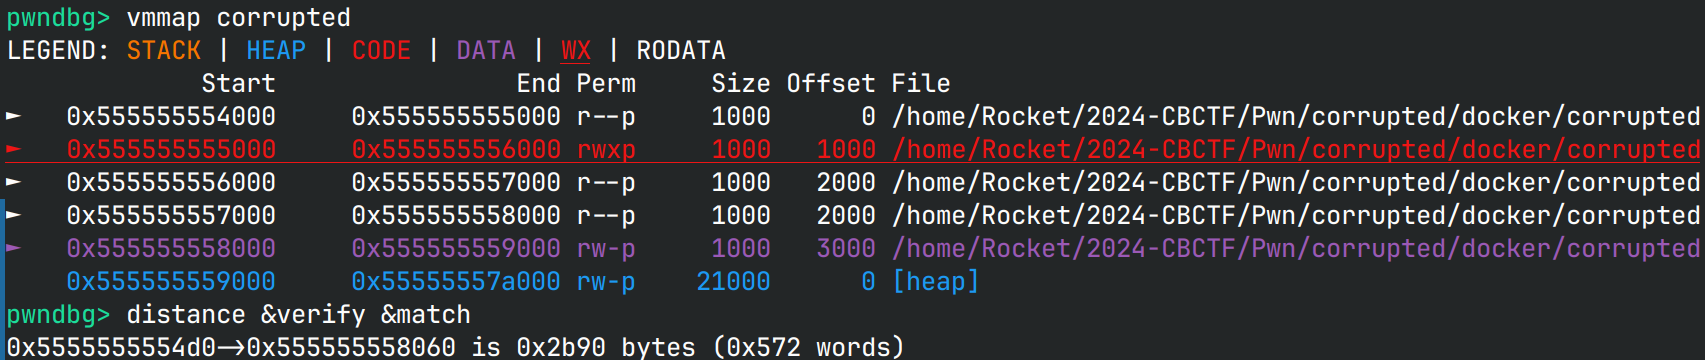 pwndbg> vmmap corrupted
LEGEND: STACK | HEAP | CODE | DATA | WX | RODATA
Start End Perm Size Offset File
► 0x555555554000 0x555555555000 r--p 1000 0 /home/Rocket/2024-CBCTF/Pwn/corrupted/docker/corrupted
► 0x555555555000 0x555555556000 rwxp 1000 1000 /home/Rocket/2024-CBCTF/Pwn/corrupted/docker/corrupted
► 0x555555556000 0x555555557000 r--p 1000 2000 /home/Rocket/2024-CBCTF/Pwn/corrupted/docker/corrupted
► 0x555555557000 0x555555558000 r--p 1000 2000 /home/Rocket/2024-CBCTF/Pwn/corrupted/docker/corrupted
► 0x555555558000 0x555555559000 rw-p 1000 3000 /home/Rocket/2024-CBCTF/Pwn/corrupted/docker/corrupted
0x555555559000 0x55555557a000 rw-p 21000 0 [heap]
pwndbg> distance &verify &match
0x5555555554d0->0x555555558060 is 0x2b90 bytes (0x572 words)